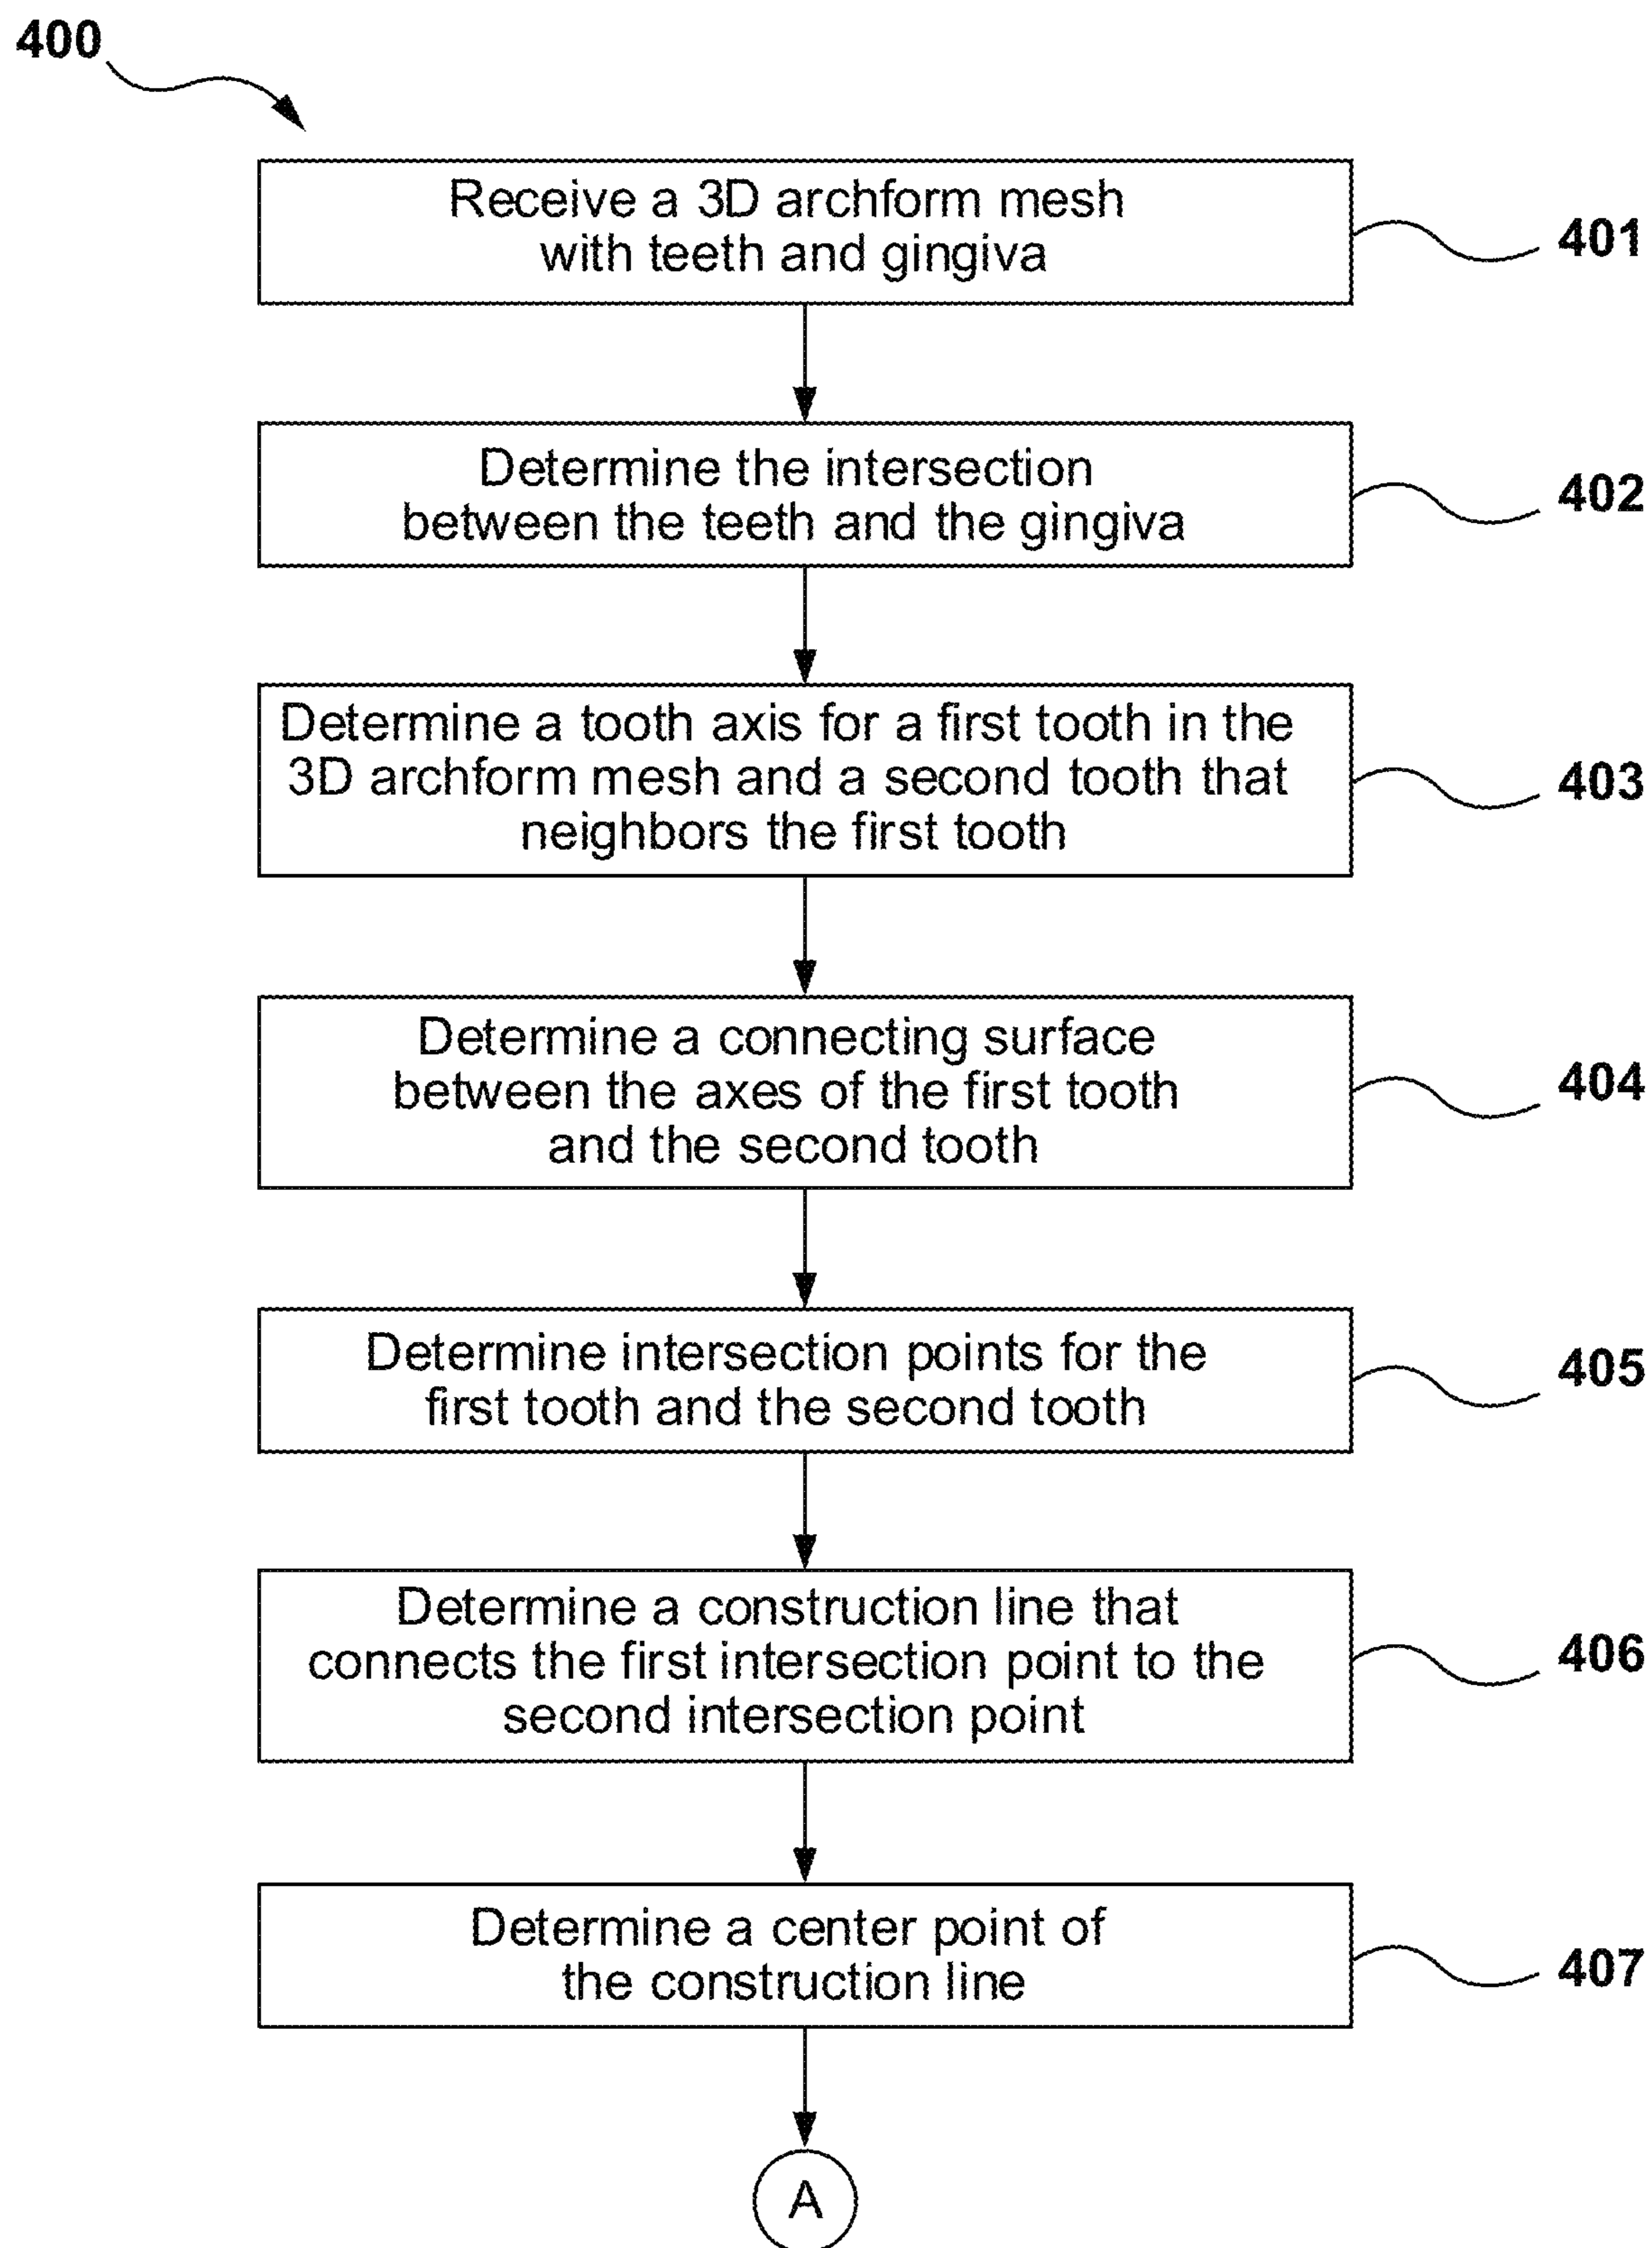 400
Receive a 3D archform mesh
with teeth and gingiva
401
Determine the intersection
between the teeth and the gingiva
402
Determine a tooth axis for a first tooth in the
3D archform mesh and a second tooth that
neighbors the first tooth
403
Determine a connecting surface
between the axes of the first tooth
and the second tooth
404
Determine intersection points for the
first tooth and the second tooth
405
Determine a construction line that
connects the first intersection point to the
second intersection point
406
Determine a center point of
the construction line
407
A